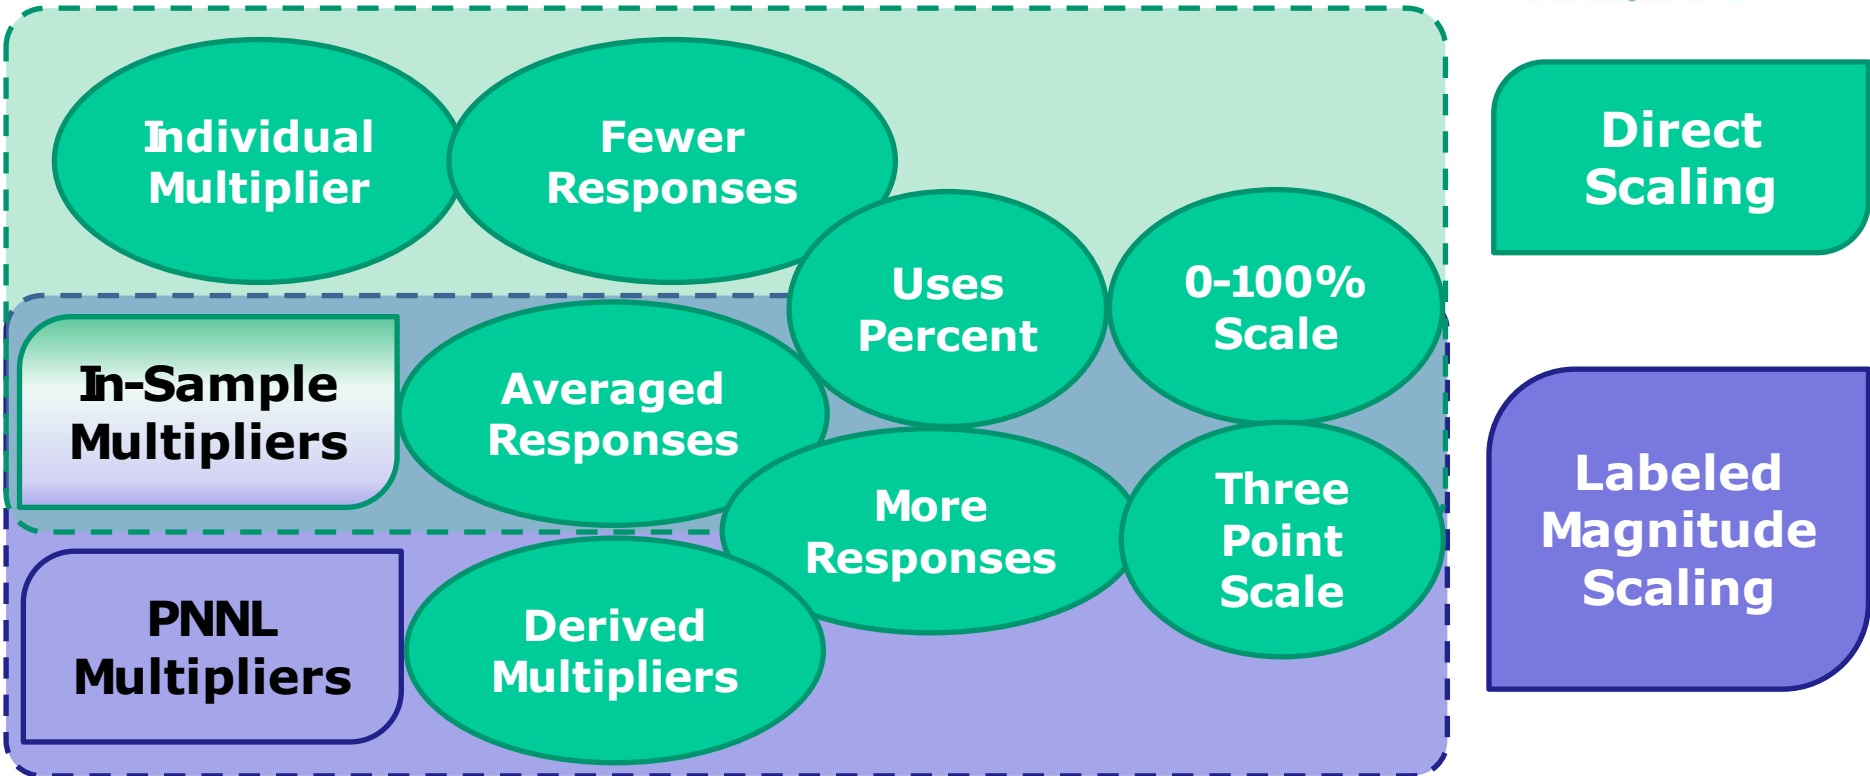 Individual
Multiplier
Fewer
Responses
Direct
Scaling
Uses
Percent
0-100%
Scale
In-Sample
Multipliers
Averaged
Responses
More
Responses
Three
Point
Scale
Labeled
Magnitude
Scaling
PNNL
Multipliers
Derived
Multipliers